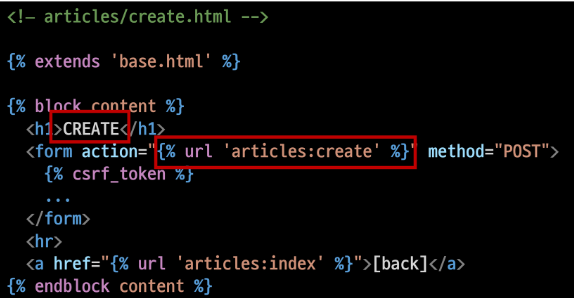 <!— articles/create.html -->
{% extends 'base.html' %}
{% block content %}
<h1>CREATE</h1>
<form action="{% url 'articles:create' %}" method="POST">
{% csrf_token %}
...
</form>
<hr>
<a href="{% url 'articles:index' %}">[back]</a>
{% endblock content %}